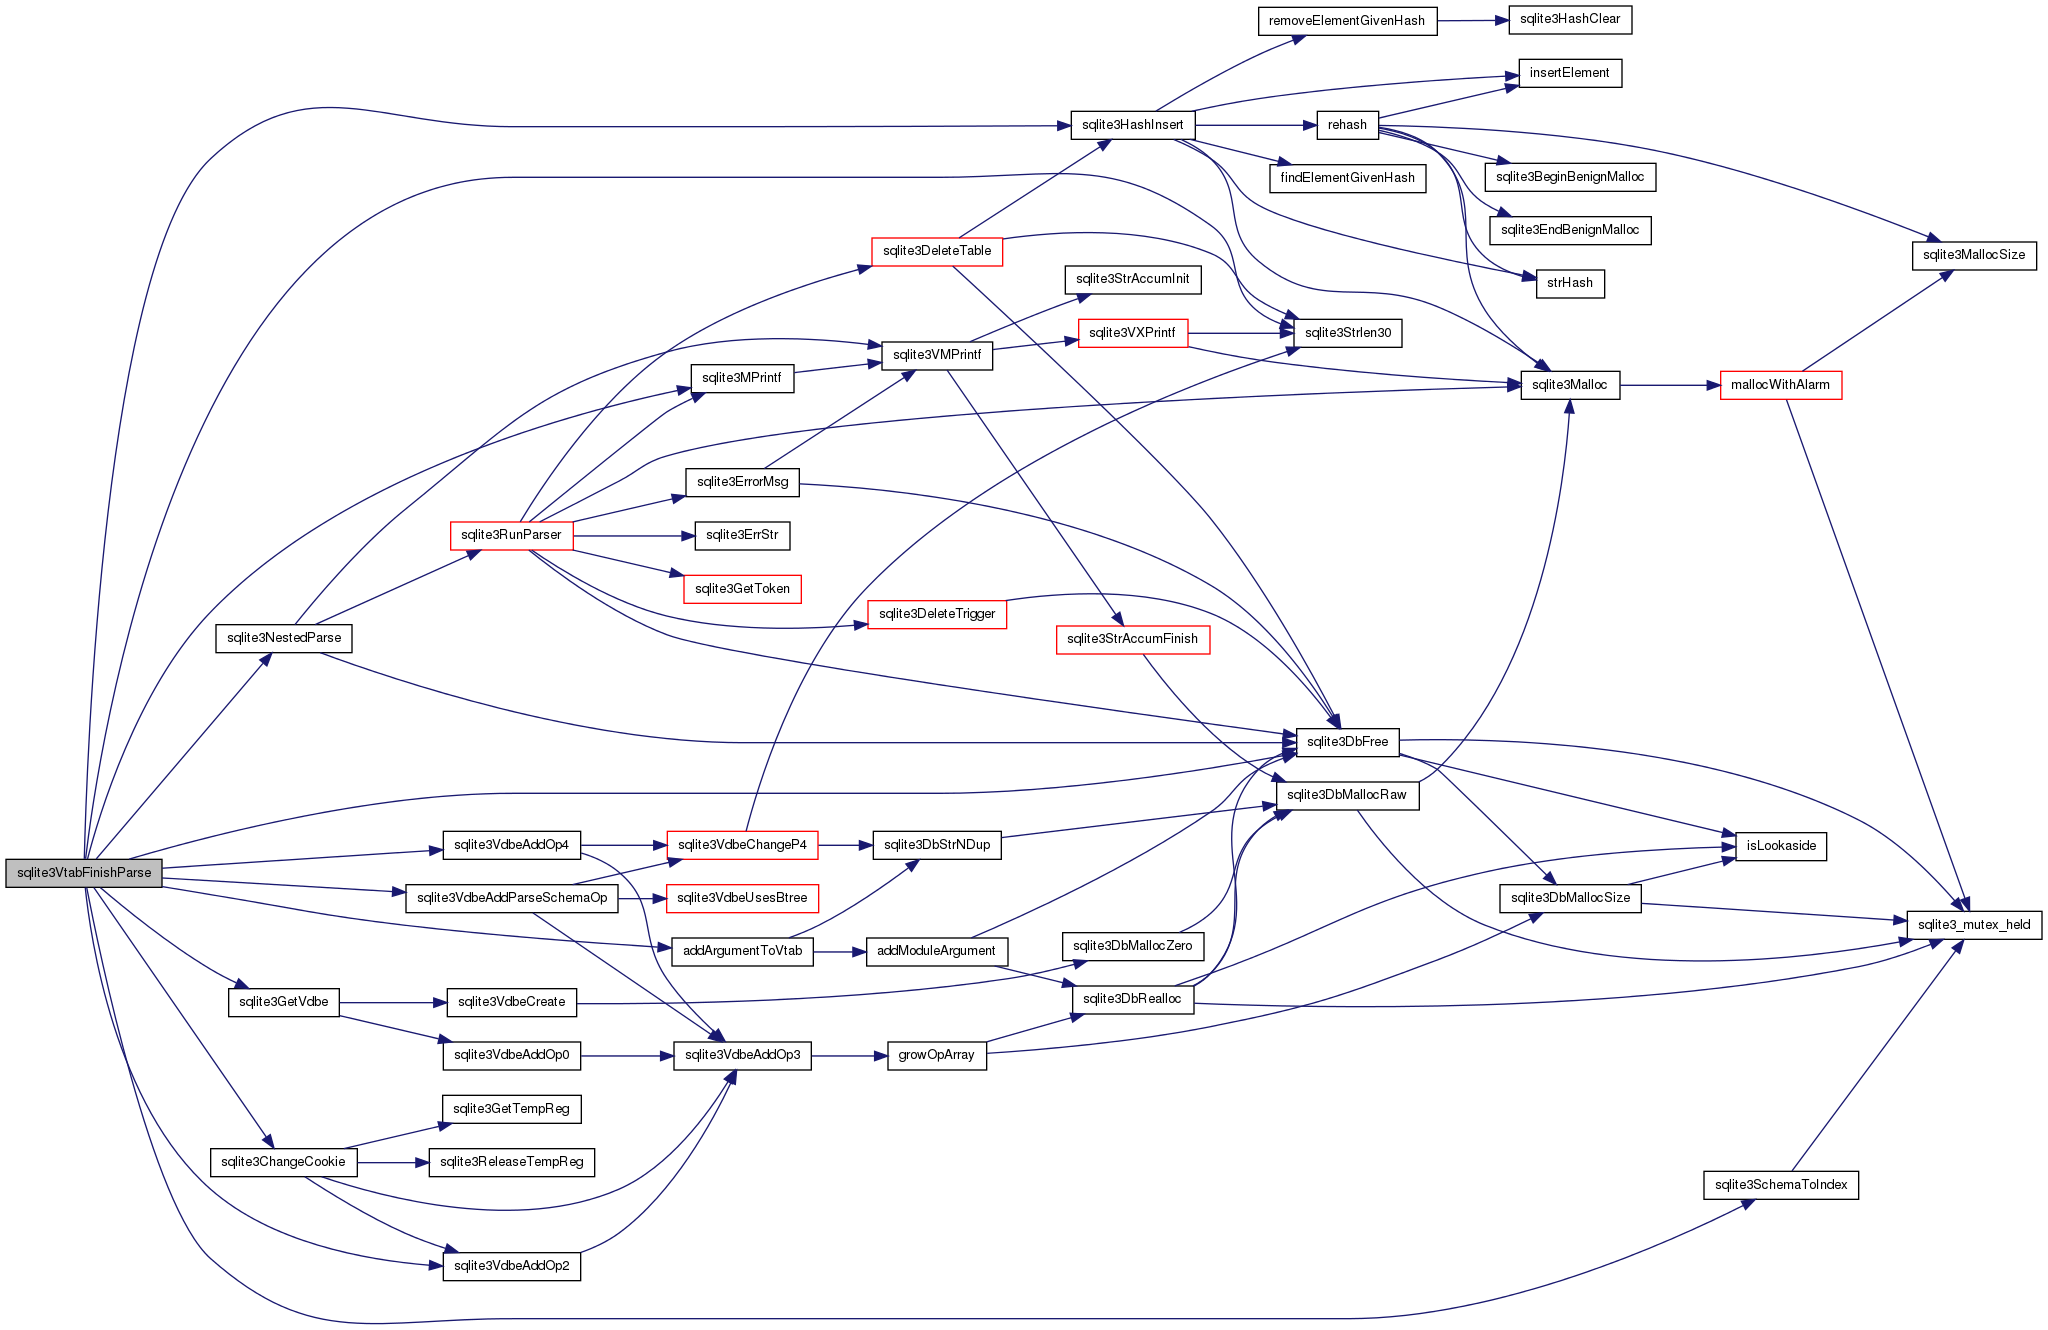 removeElementGivenHash
sqlite3HashClear
insertElement
sqlite3HashInsert
rehash
findElementGivenHash
sqlite3BeginBenignMalloc
sqlite3EndBenignMalloc
sqlite3DeleteTable
sqlite3MallocSize
sqlite3StrAccumInit
strHash
sqlite3VXPrintf
sqlite3Strlen30
sqlite3VMPrintf
sqlite3MPrintf
sqlite3Malloc
mallocWithAlarm
sqlite3ErrorMsg
sqlite3RunParser
sqlite3ErrStr
sqlite3GetToken
sqlite3DeleteTrigger
sqlite3NestedParse
sqlite3StrAccumFinish
sqlite3DbFree
sqlite3DbMallocRaw
sqlite3VdbeAddOp4
sqlite3VdbeChangeP4
sqlite3DbStrNDup
isLookaside
sqlite3VtabFinishParse
sqlite3VdbeAddParseSchemaOp
sqlite3VdbeUsesBtree
sqlite3DbMallocSize
sqlite3_mutex_held
addArgumentToVtab
addModuleArgument
sqlite3DbMallocZero
sqlite3GetVdbe
sqlite3VdbeCreate
sqlite3DbRealloc
sqlite3VdbeAddOp0
sqlite3VdbeAddOp3
growOpArray
sqlite3GetTempReg
sqlite3ChangeCookie
sqlite3ReleaseTempReg
sqlite3SchemaToIndex
sqlite3VdbeAddOp2